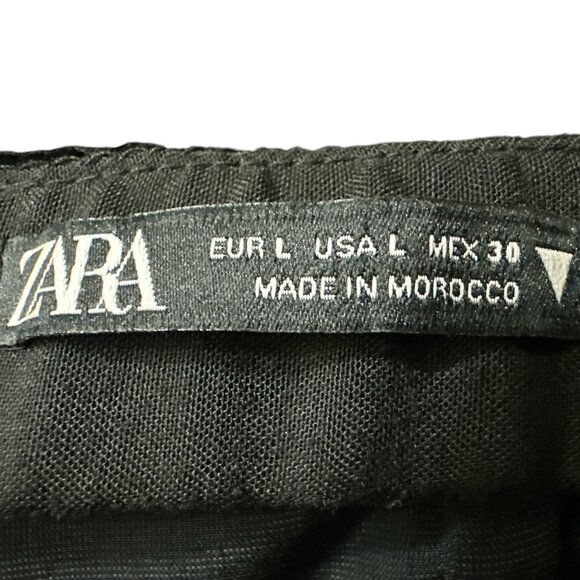 ZARA
EUR L USA L MEX 30
MADE IN MOROCCO